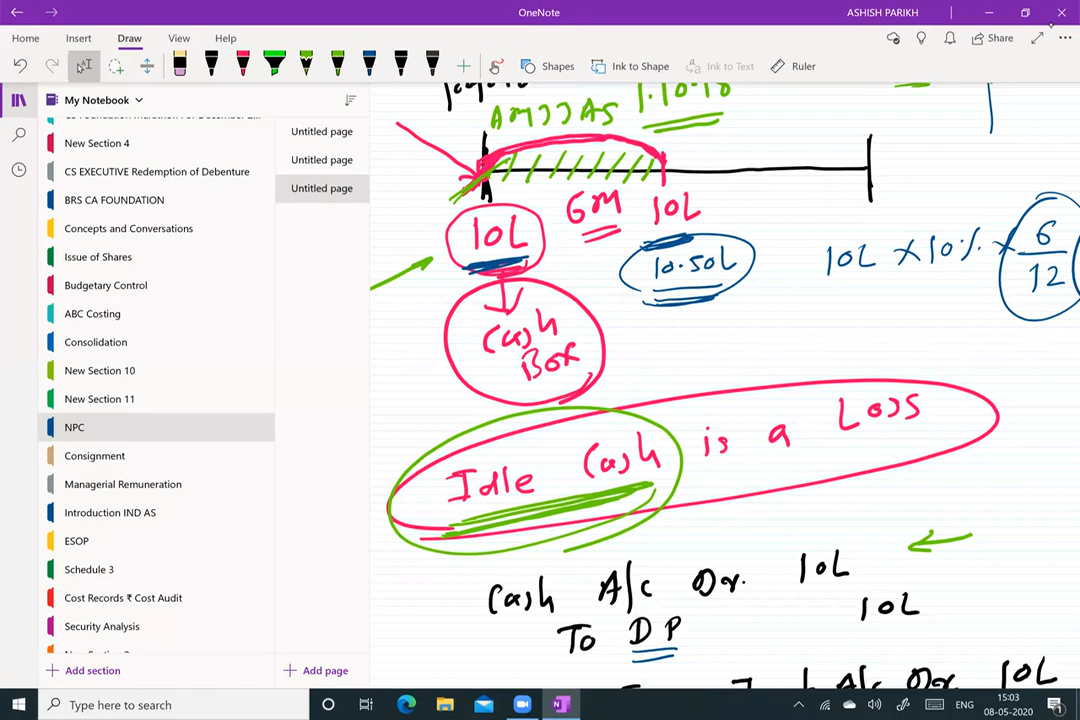 OneNote
ASHISH PARIKH
Home Insert Draw View Help
Share
Shapes Ink to Shape Ink to Text Ruler
My Notebook
New Section 4
CS EXECUTIVE Redemption of Debenture
BRS CA FOUNDATION
Concepts and Conversations
Issue of Shares
Budgetary Control
ABC Costing
Consolidation
New Section 10
New Section 11
NPC
Consignment
Managerial Remuneration
Introduction IND AS
ESOP
Schedule 3
Cost Records ₹ Cost Audit
Security Analysis
Add section
Untitled page
Untitled page
Untitled page
Add page
AMJJAS
10L 6M 10L
10.50L
10L × 10% × 6/12
Cash
Box
Idle Cash is a Loss
Cash A/c Dr. 10L
To DP 10L
A/c Dr. 10L
Type here to search
ENG
15:03
08-05-2020
1